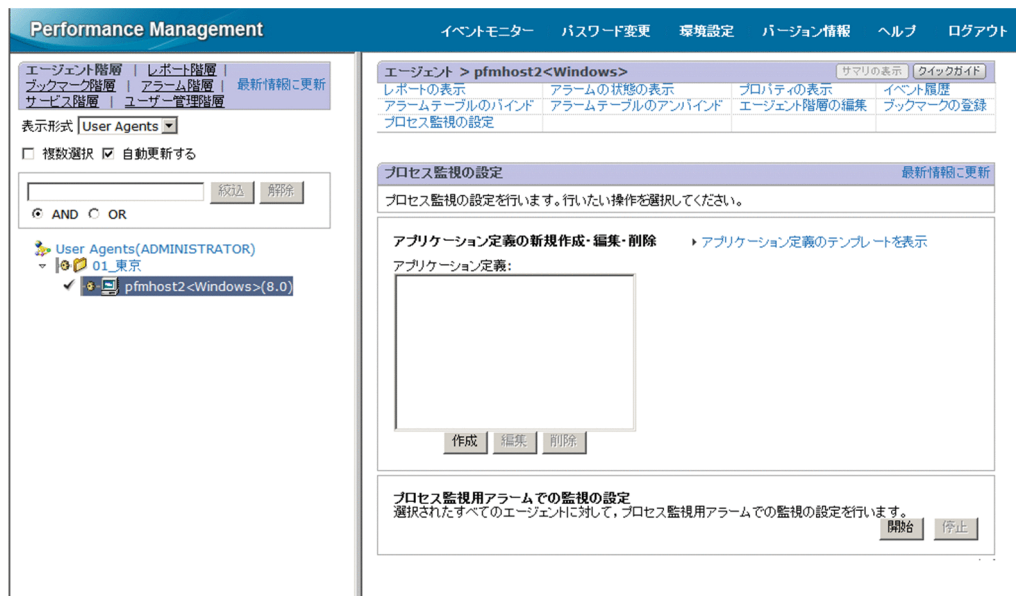 Performance Management
イベントモニター パスワード変更 環境設定 バージョン情報 ヘルプ ログアウト
エージェント階層 | レポート階層 |
ブックマーク階層 | アラーム階層 | 最新情報に更新
サービス階層 | ユーザー管理階層
表示形式 User Agents
複数選択 自動更新する
絞込 解除
AND OR
User Agents(ADMINISTRATOR)
01_東京
pfmhost2<Windows>(8.0)
エージェント > pfmhost2<Windows> サマリの表示 クイックガイド
レポートの表示 アラームの状態の表示 プロパティの表示 イベント履歴
アラームテーブルのバインド アラームテーブルのアンバインド エージェント階層の編集 ブックマークの登録
プロセス監視の設定
プロセス監視の設定 最新情報に更新
プロセス監視の設定を行います。行いたい操作を選択してください。
アプリケーション定義の新規作成・編集・削除 アプリケーション定義のテンプレートを表示
アプリケーション定義:
作成 編集 削除
プロセス監視用アラームでの監視の設定
選択されたすべてのエージェントに対して，プロセス監視用アラームでの監視の設定を行います。
開始 停止